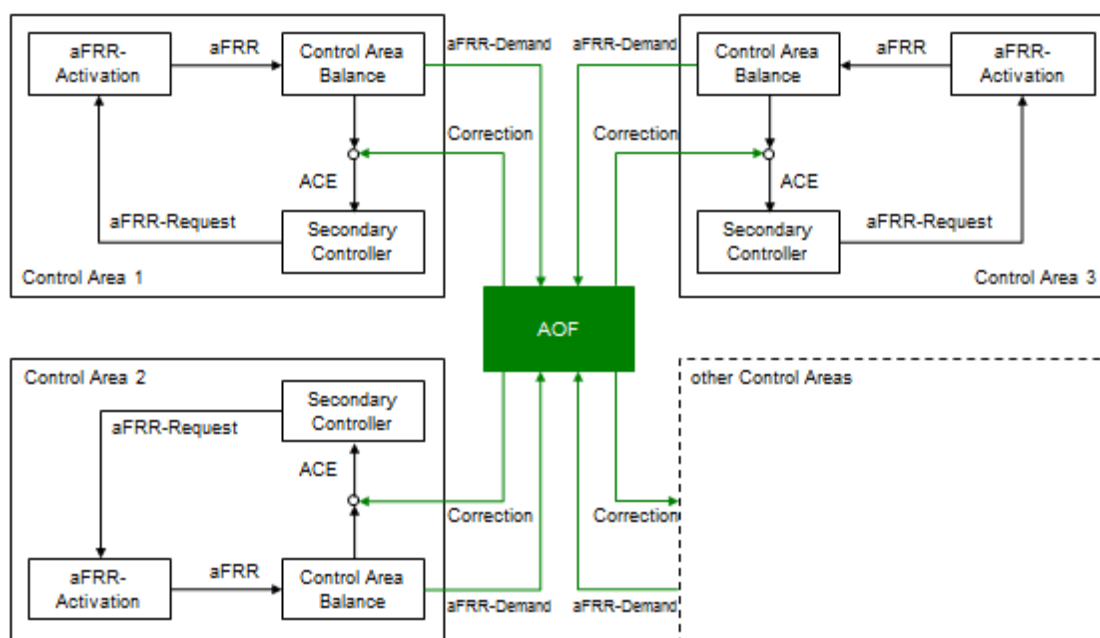 aFRR-
Activation
aFRR
Control Area
Balance
aFRR-Demand
Correction
ACE
aFRR-Request
Secondary
Controller
Control Area 1
aFRR-Demand
Control Area
Balance
aFRR
aFRR-
Activation
Correction
ACE
Secondary
Controller
aFRR-Request
Control Area 3
AOF
Control Area 2
Secondary
Controller
aFRR-Request
ACE
Correction
aFRR-
Activation
aFRR
Control Area
Balance
aFRR-Demand
other Control Areas
Correction
aFRR-Demand